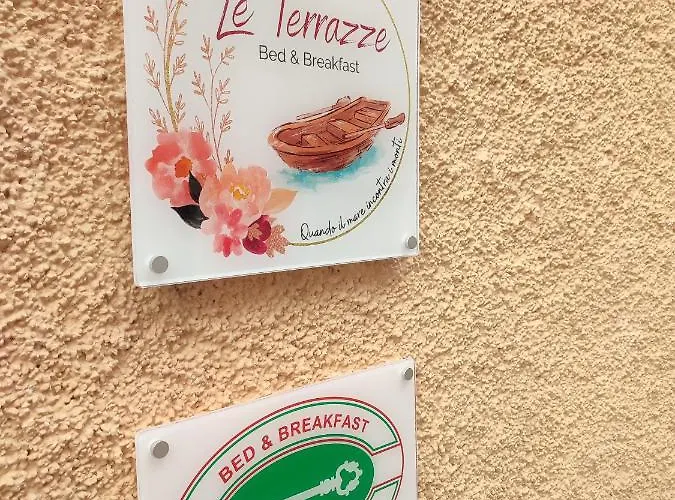 Le Terrazze
Bed & Breakfast
Quando il mare incontra i monti
BED & BREAKFAST